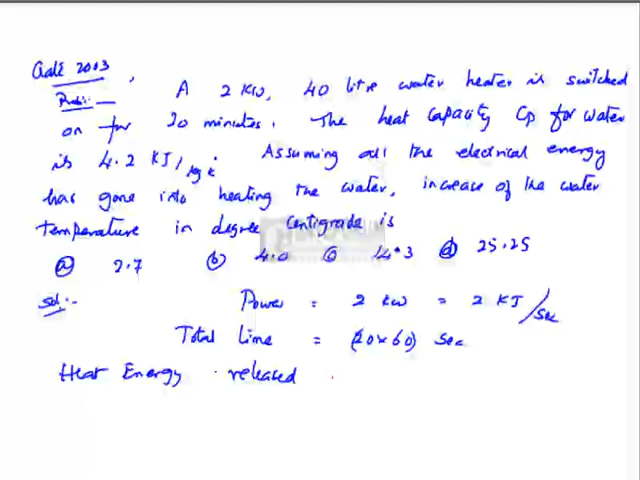 Gate 2003
Prob:- A 2 KW, 40 litre water heater is switched
on for 20 minutes. The heat capacity Cp for water
is 4.2 KJ/kg K. Assuming all the electrical energy
has gone into heating the water, increase of the water
temperature in degree centigrade is
(a) 2.7 (b) 4.0 (c) 14.3 (d) 25.25
Sol:- Power = 2 KW = 2 KJ/sec
Total time = (20×60) sec
Heat Energy released